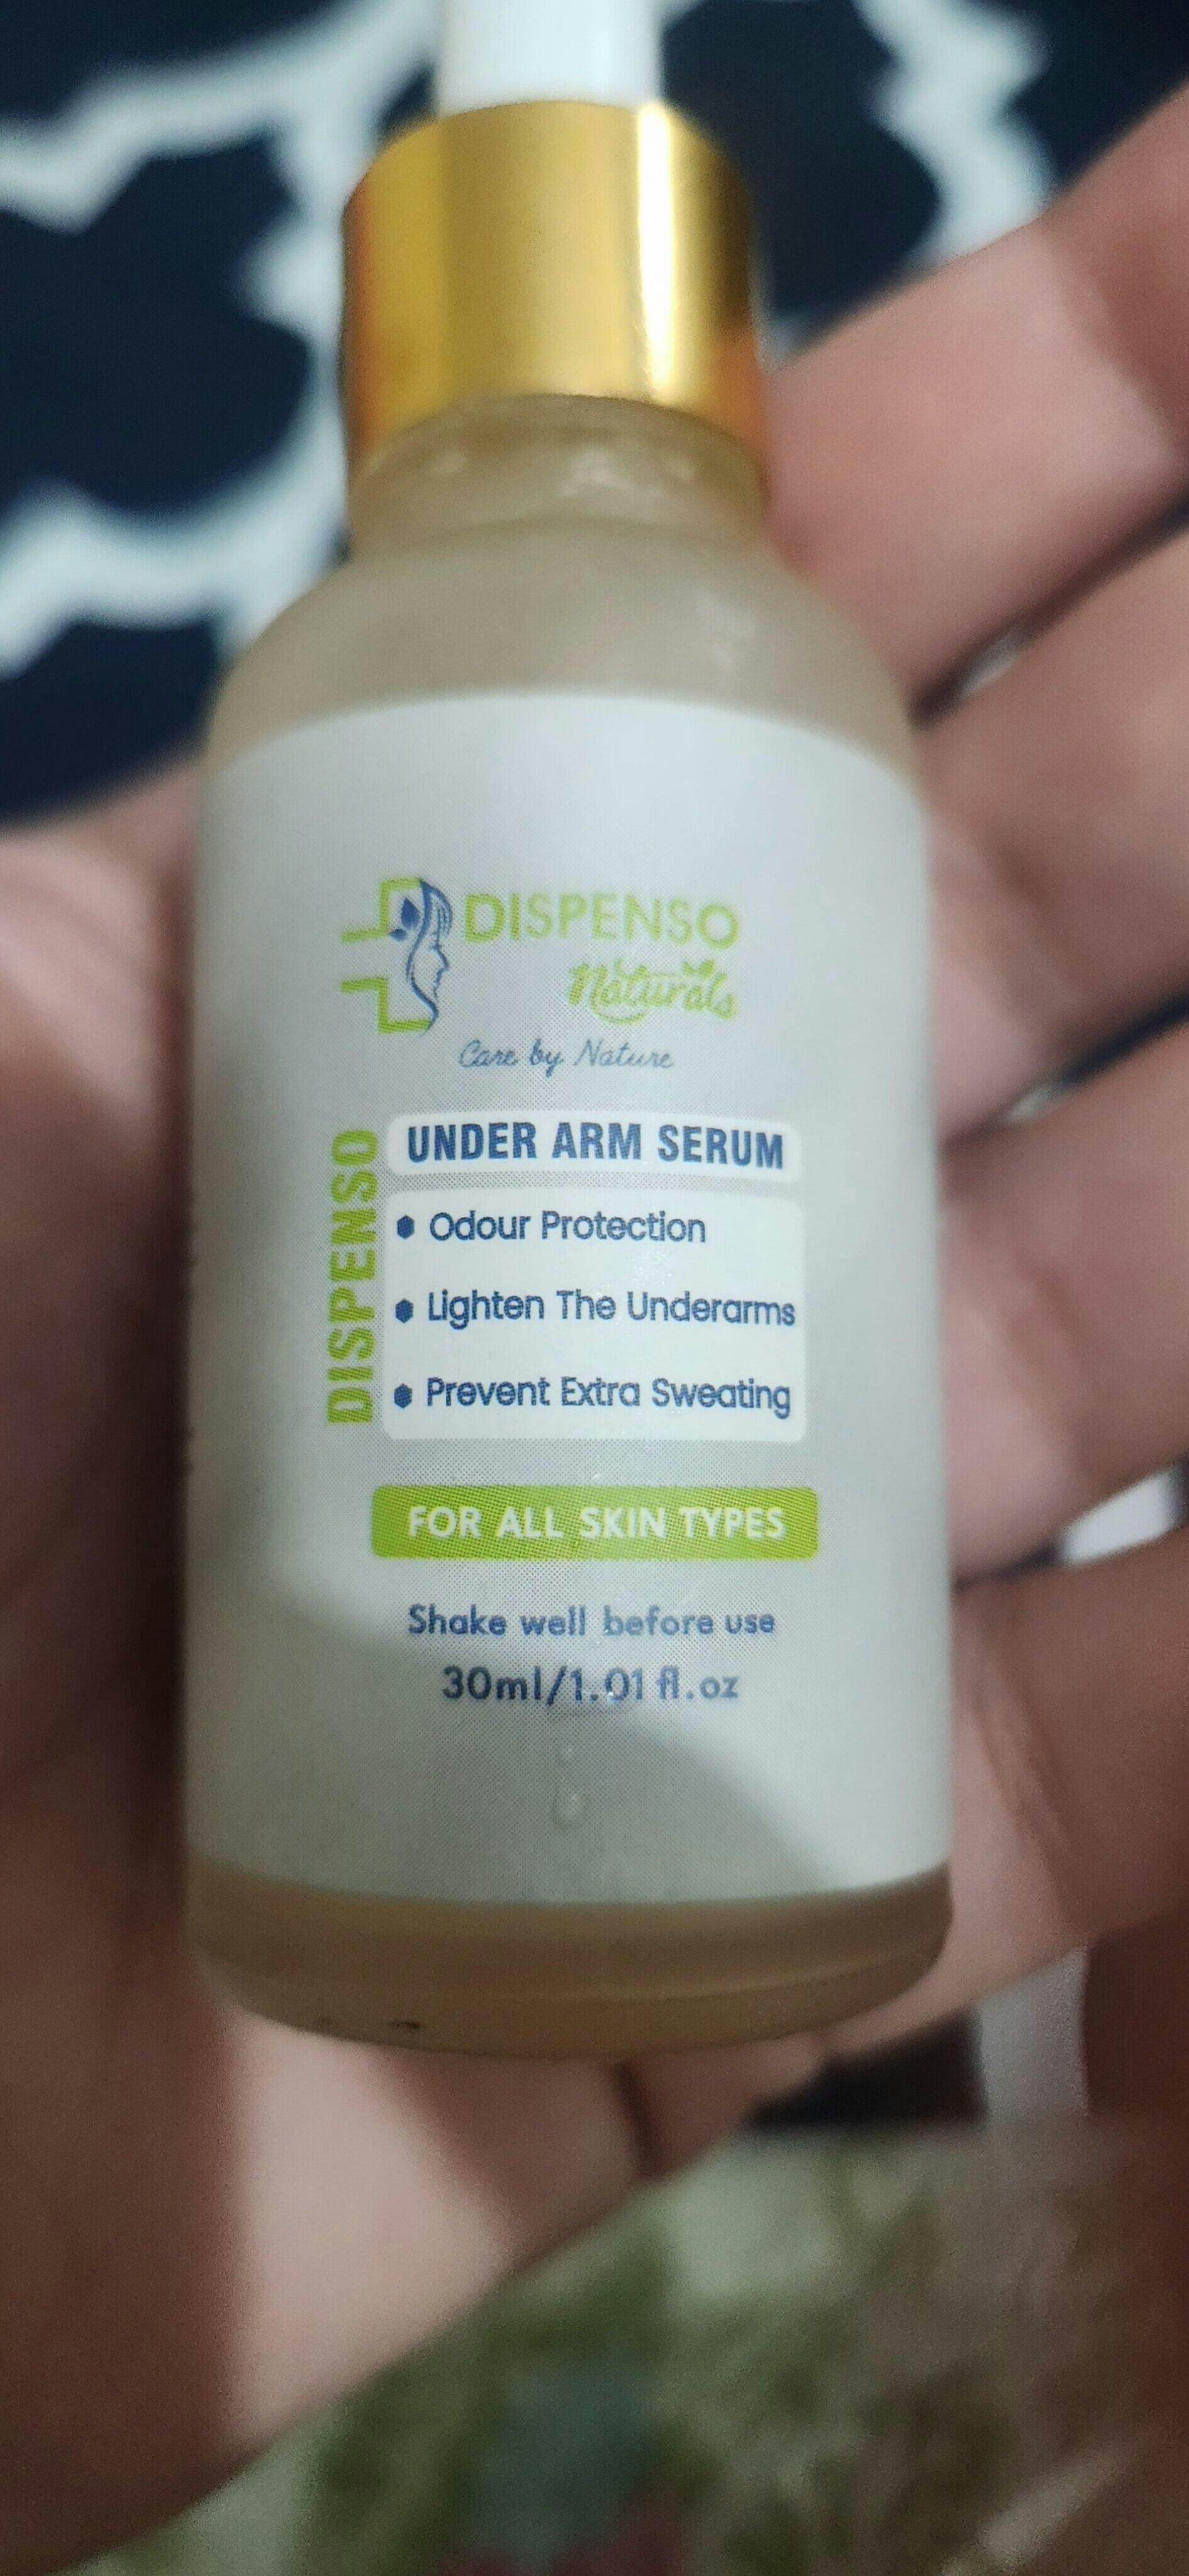 DISPENSO
Naturals
Care by Nature
DISPENSO
UNDER ARM SERUM
• Odour Protection
• Lighten The Underarms
• Prevent Extra Sweating
FOR ALL SKIN TYPES
Shake well before use
30ml/1.01 fl.oz